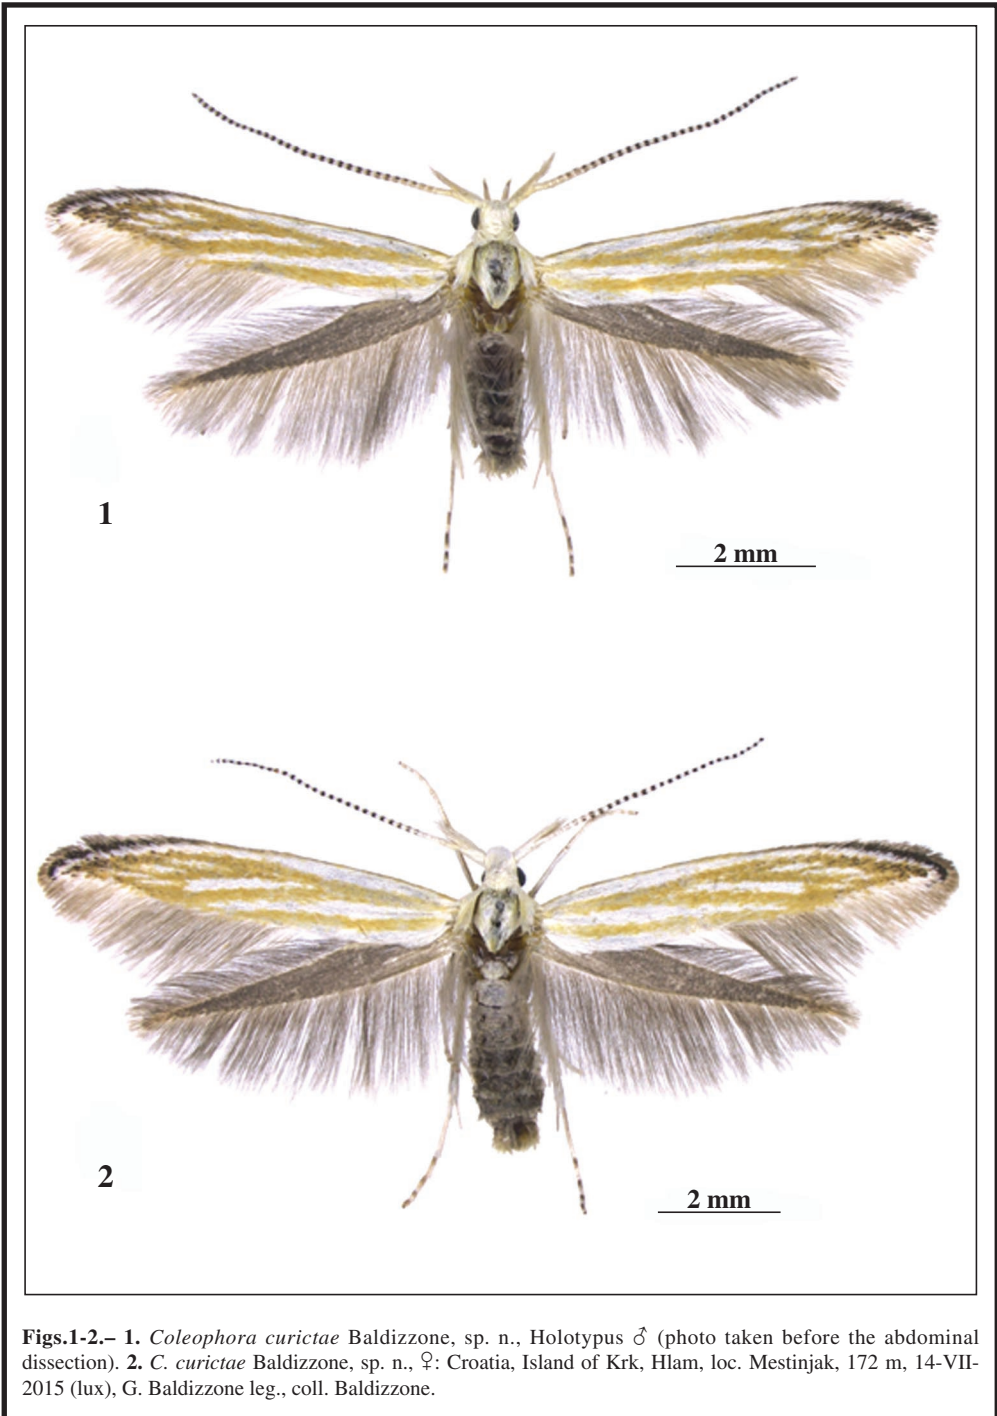 1
2 mm
2
2 mm
Figs.1-2.– 1. Coleophora curictae Baldizzone, sp. n., Holotypus ♂ (photo taken before the abdominal
dissection). 2. C. curictae Baldizzone, sp. n., ♀: Croatia, Island of Krk, Hlam, loc. Mestinjak, 172 m, 14-VII-
2015 (lux), G. Baldizzone leg., coll. Baldizzone.